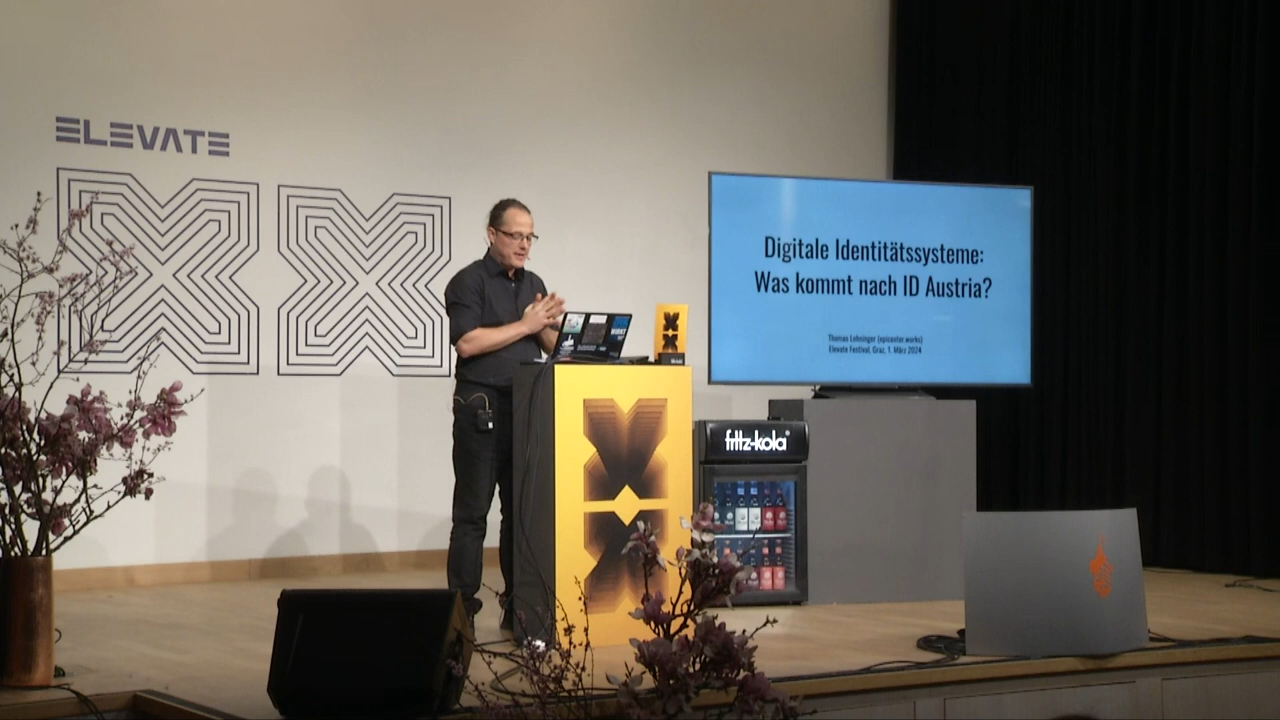 ELEVATE
XX
Digitale Identitätssysteme:
Was kommt nach ID Austria?
Thomas Lohninger (epicenter.works)
Elevate Festival, Graz, 1. März 2024
fritz-kola